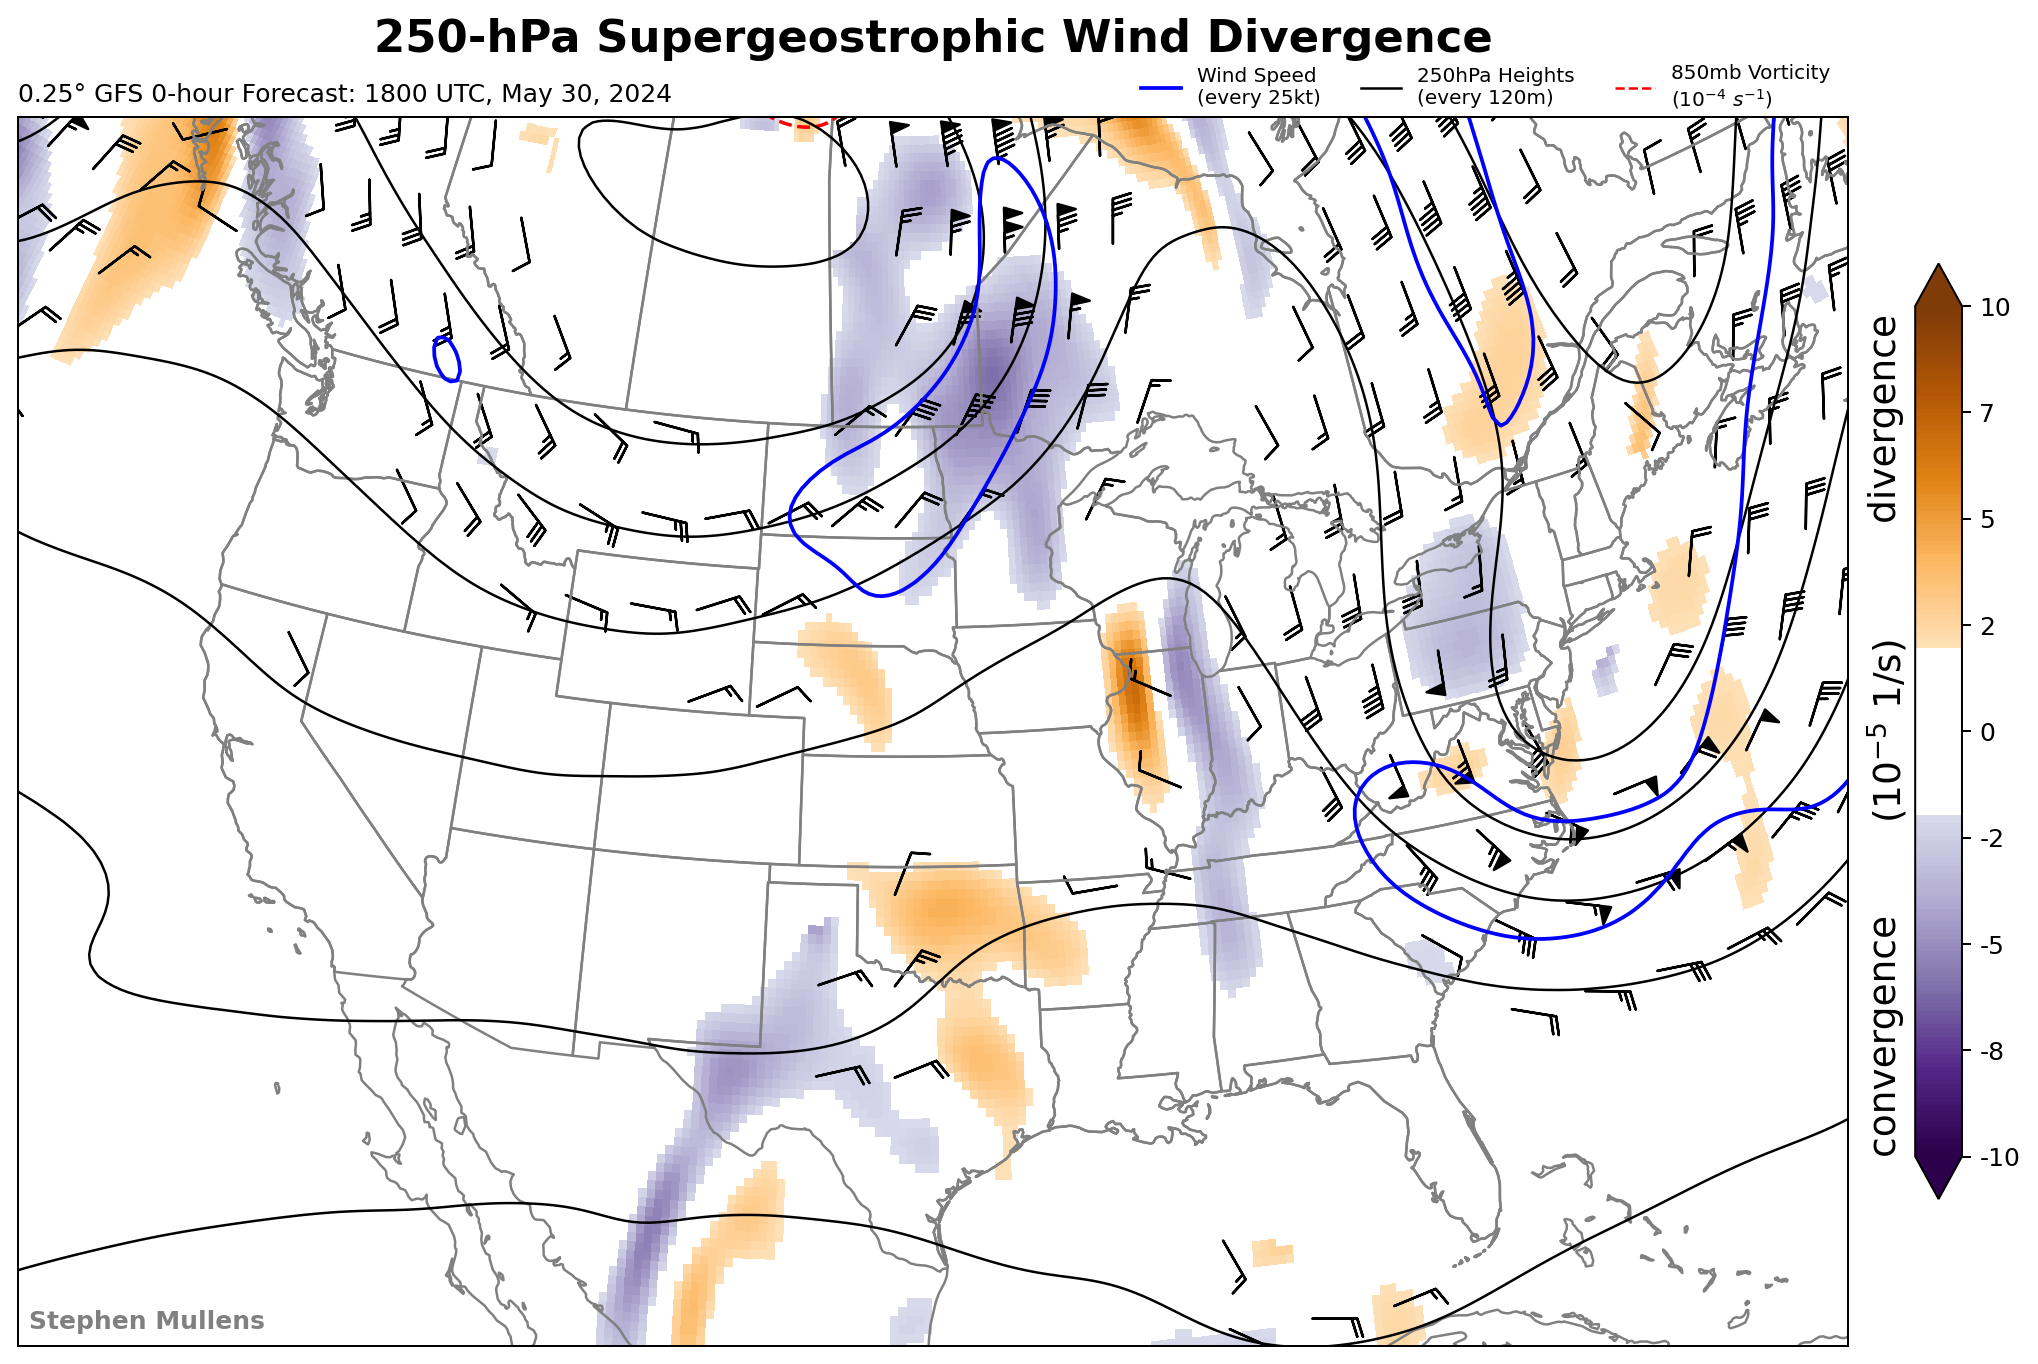 250-hPa Supergeostrophic Wind Divergence
0.25° GFS 0-hour Forecast: 1800 UTC, May 30, 2024
Wind Speed
(every 25kt)
250hPa Heights
(every 120m)
850mb Vorticity
(10⁻⁴ s⁻¹)
10
7
5
2
0
-2
-5
-8
-10
convergence (10⁻⁵ 1/s) divergence
Stephen Mullens